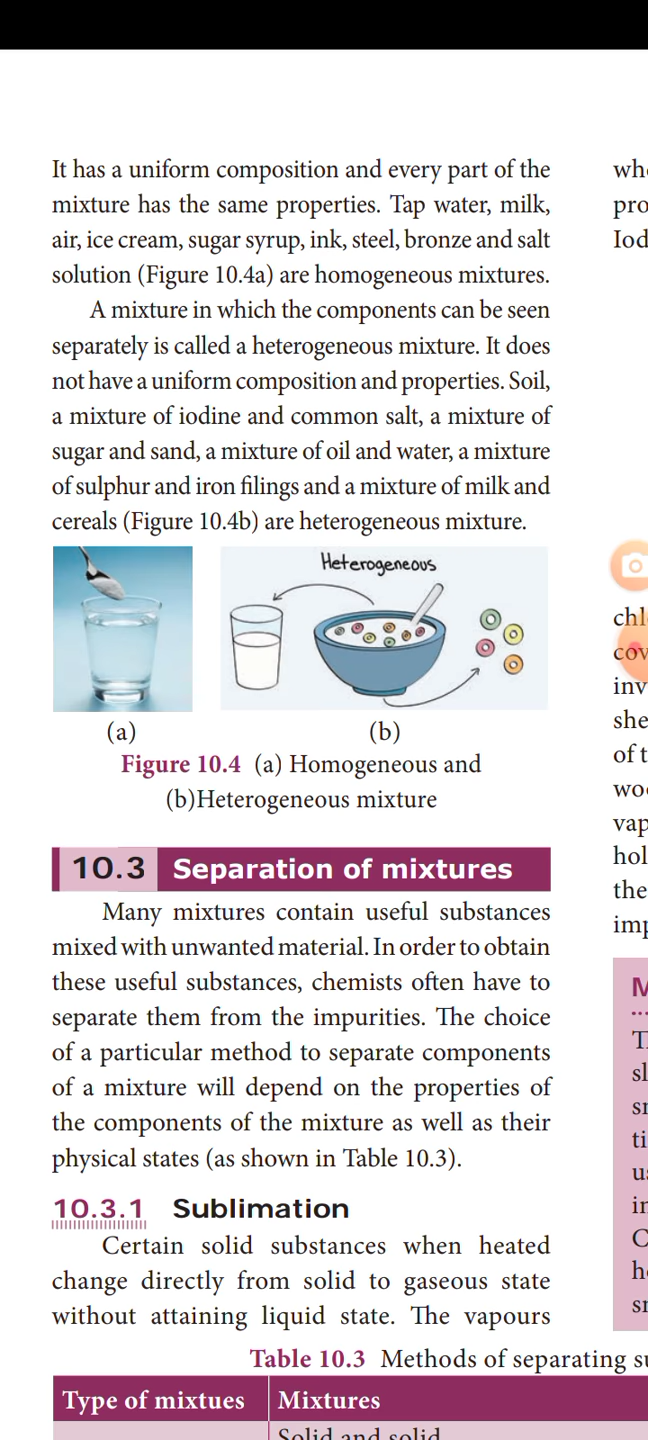 It has a uniform composition and every part of the
mixture has the same properties. Tap water, milk,
air, ice cream, sugar syrup, ink, steel, bronze and salt
solution (Figure 10.4a) are homogeneous mixtures.
A mixture in which the components can be seen
separately is called a heterogeneous mixture. It does
not have a uniform composition and properties. Soil,
a mixture of iodine and common salt, a mixture of
sugar and sand, a mixture of oil and water, a mixture
of sulphur and iron filings and a mixture of milk and
cereals (Figure 10.4b) are heterogeneous mixture.
Heterogeneous
(a)
(b)
Figure 10.4 (a) Homogeneous and
(b)Heterogeneous mixture
10.3 Separation of mixtures
Many mixtures contain useful substances
mixed with unwanted material. In order to obtain
these useful substances, chemists often have to
separate them from the impurities. The choice
of a particular method to separate components
of a mixture will depend on the properties of
the components of the mixture as well as their
physical states (as shown in Table 10.3).
10.3.1 Sublimation
Certain solid substances when heated
change directly from solid to gaseous state
without attaining liquid state. The vapours
Table 10.3 Methods of separating
Type of mixtues
Mixtures
Solid and solid
of t
the